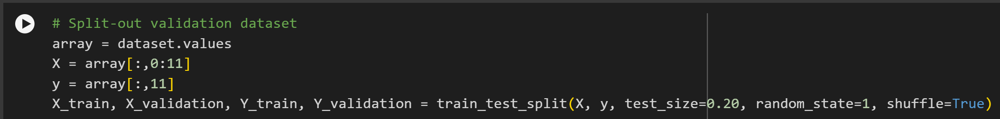 # Split-out validation dataset
array = dataset.values
X = array[:,0:11]
y = array[:,11]
X_train, X_validation, Y_train, Y_validation = train_test_split(X, y, test_size=0.20, random_state=1, shuffle=True)